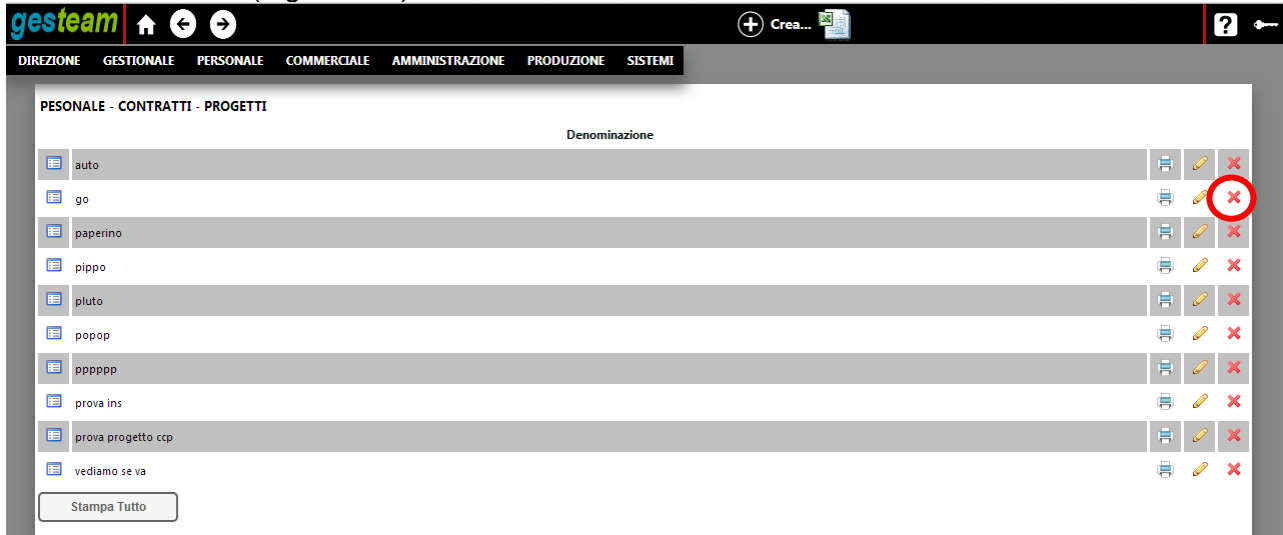 gesteam Crea... ?
DIREZIONE GESTIONALE PERSONALE COMMERCIALE AMMINISTRAZIONE PRODUZIONE SISTEMI
PESONALE - CONTRATTI - PROGETTI
Denominazione
auto
go
paperino
pippo
pluto
popop
pppppp
prova ins
prova progetto ccp
vediamo se va
Stampa Tutto